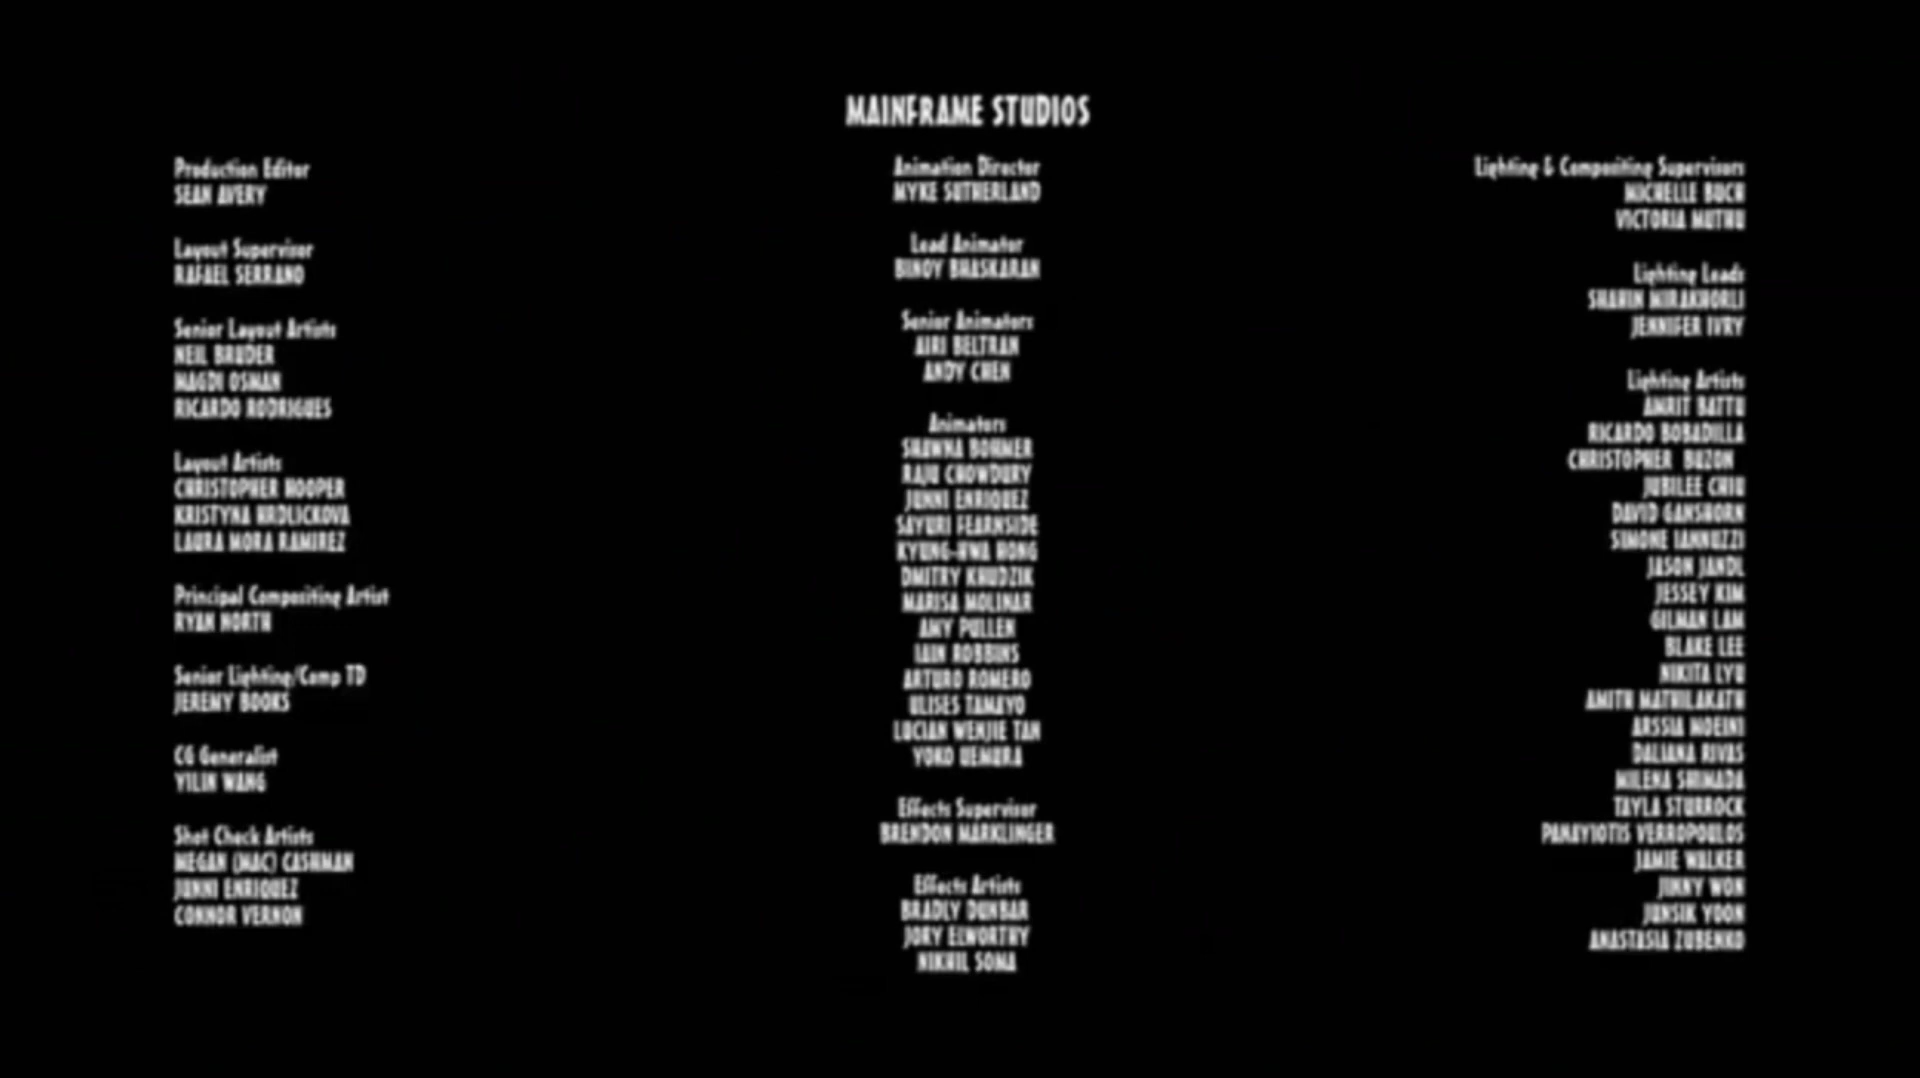 MAINFRAME STUDIOS
Production Editor
SEAN AVERY
Layout Supervisor
RAFAEL SERRANO
Senior Layout Artists
NEIL BRUDER
MAGDI OSMAN
RICARDO RODRIGUES
Layout Artists
CHRISTOPHER HOOPER
KRISTYNA HRDLICKOVA
LAURA MORA RAMIREZ
Principal Compositing Artist
RYAN NORTH
Senior Lighting/Comp TD
JEREMY BOOKS
CG Generalist
YILIN WANG
Shot Check Artists
MEGAN (MAC) CASHMAN
JUNNI ENRIQUEZ
CONNOR VERNON
Animation Director
MYKE SUTHERLAND
Lead Animator
BINOY BHASKARAN
Senior Animators
AIRI BELTRAN
ANDY CHEN
Animators
SHAWNA BOHMER
RAJU CHOWDURY
JUNNI ENRIQUEZ
SAYURI FEARNSIDE
KYUNG-HWA HONG
DMITRY KHUDZIK
MARISA MOLINAR
AMY PULLEN
IAIN ROBBINS
ARTURO ROMERO
ULISES TAMAYO
LUCIAN WENJIE TAN
YOKO UEMURA
Effects Supervisor
BRENDON MARKLINGER
Effects Artists
BRADLY DUNBAR
JORY ELWORTHY
NIKHIL SOMA
Lighting & Compositing Supervisors
MICHELLE BUCH
VICTORIA MUTHU
Lighting Leads
SHAHIN MIRAKHORLI
JENNIFER IVRY
Lighting Artists
AMRIT BATTU
RICARDO BOBADILLA
CHRISTOPHER BUZON
JUBILEE CHIU
DAVID GANSHORN
SIMONE IANNUZZI
JASON JANDL
JESSEY KIM
GILMAN LAM
BLAKE LEE
NIKITA LYU
AMITH MATHILAKATH
ARSSIA MOEINI
DALIANA RIVAS
MILENA SHIMADA
TAYLA STURROCK
PANAYIOTIS VERROPOULOS
JAMIE WALKER
JINNY WON
JUNSIK YOON
ANASTASIA ZUBENKO